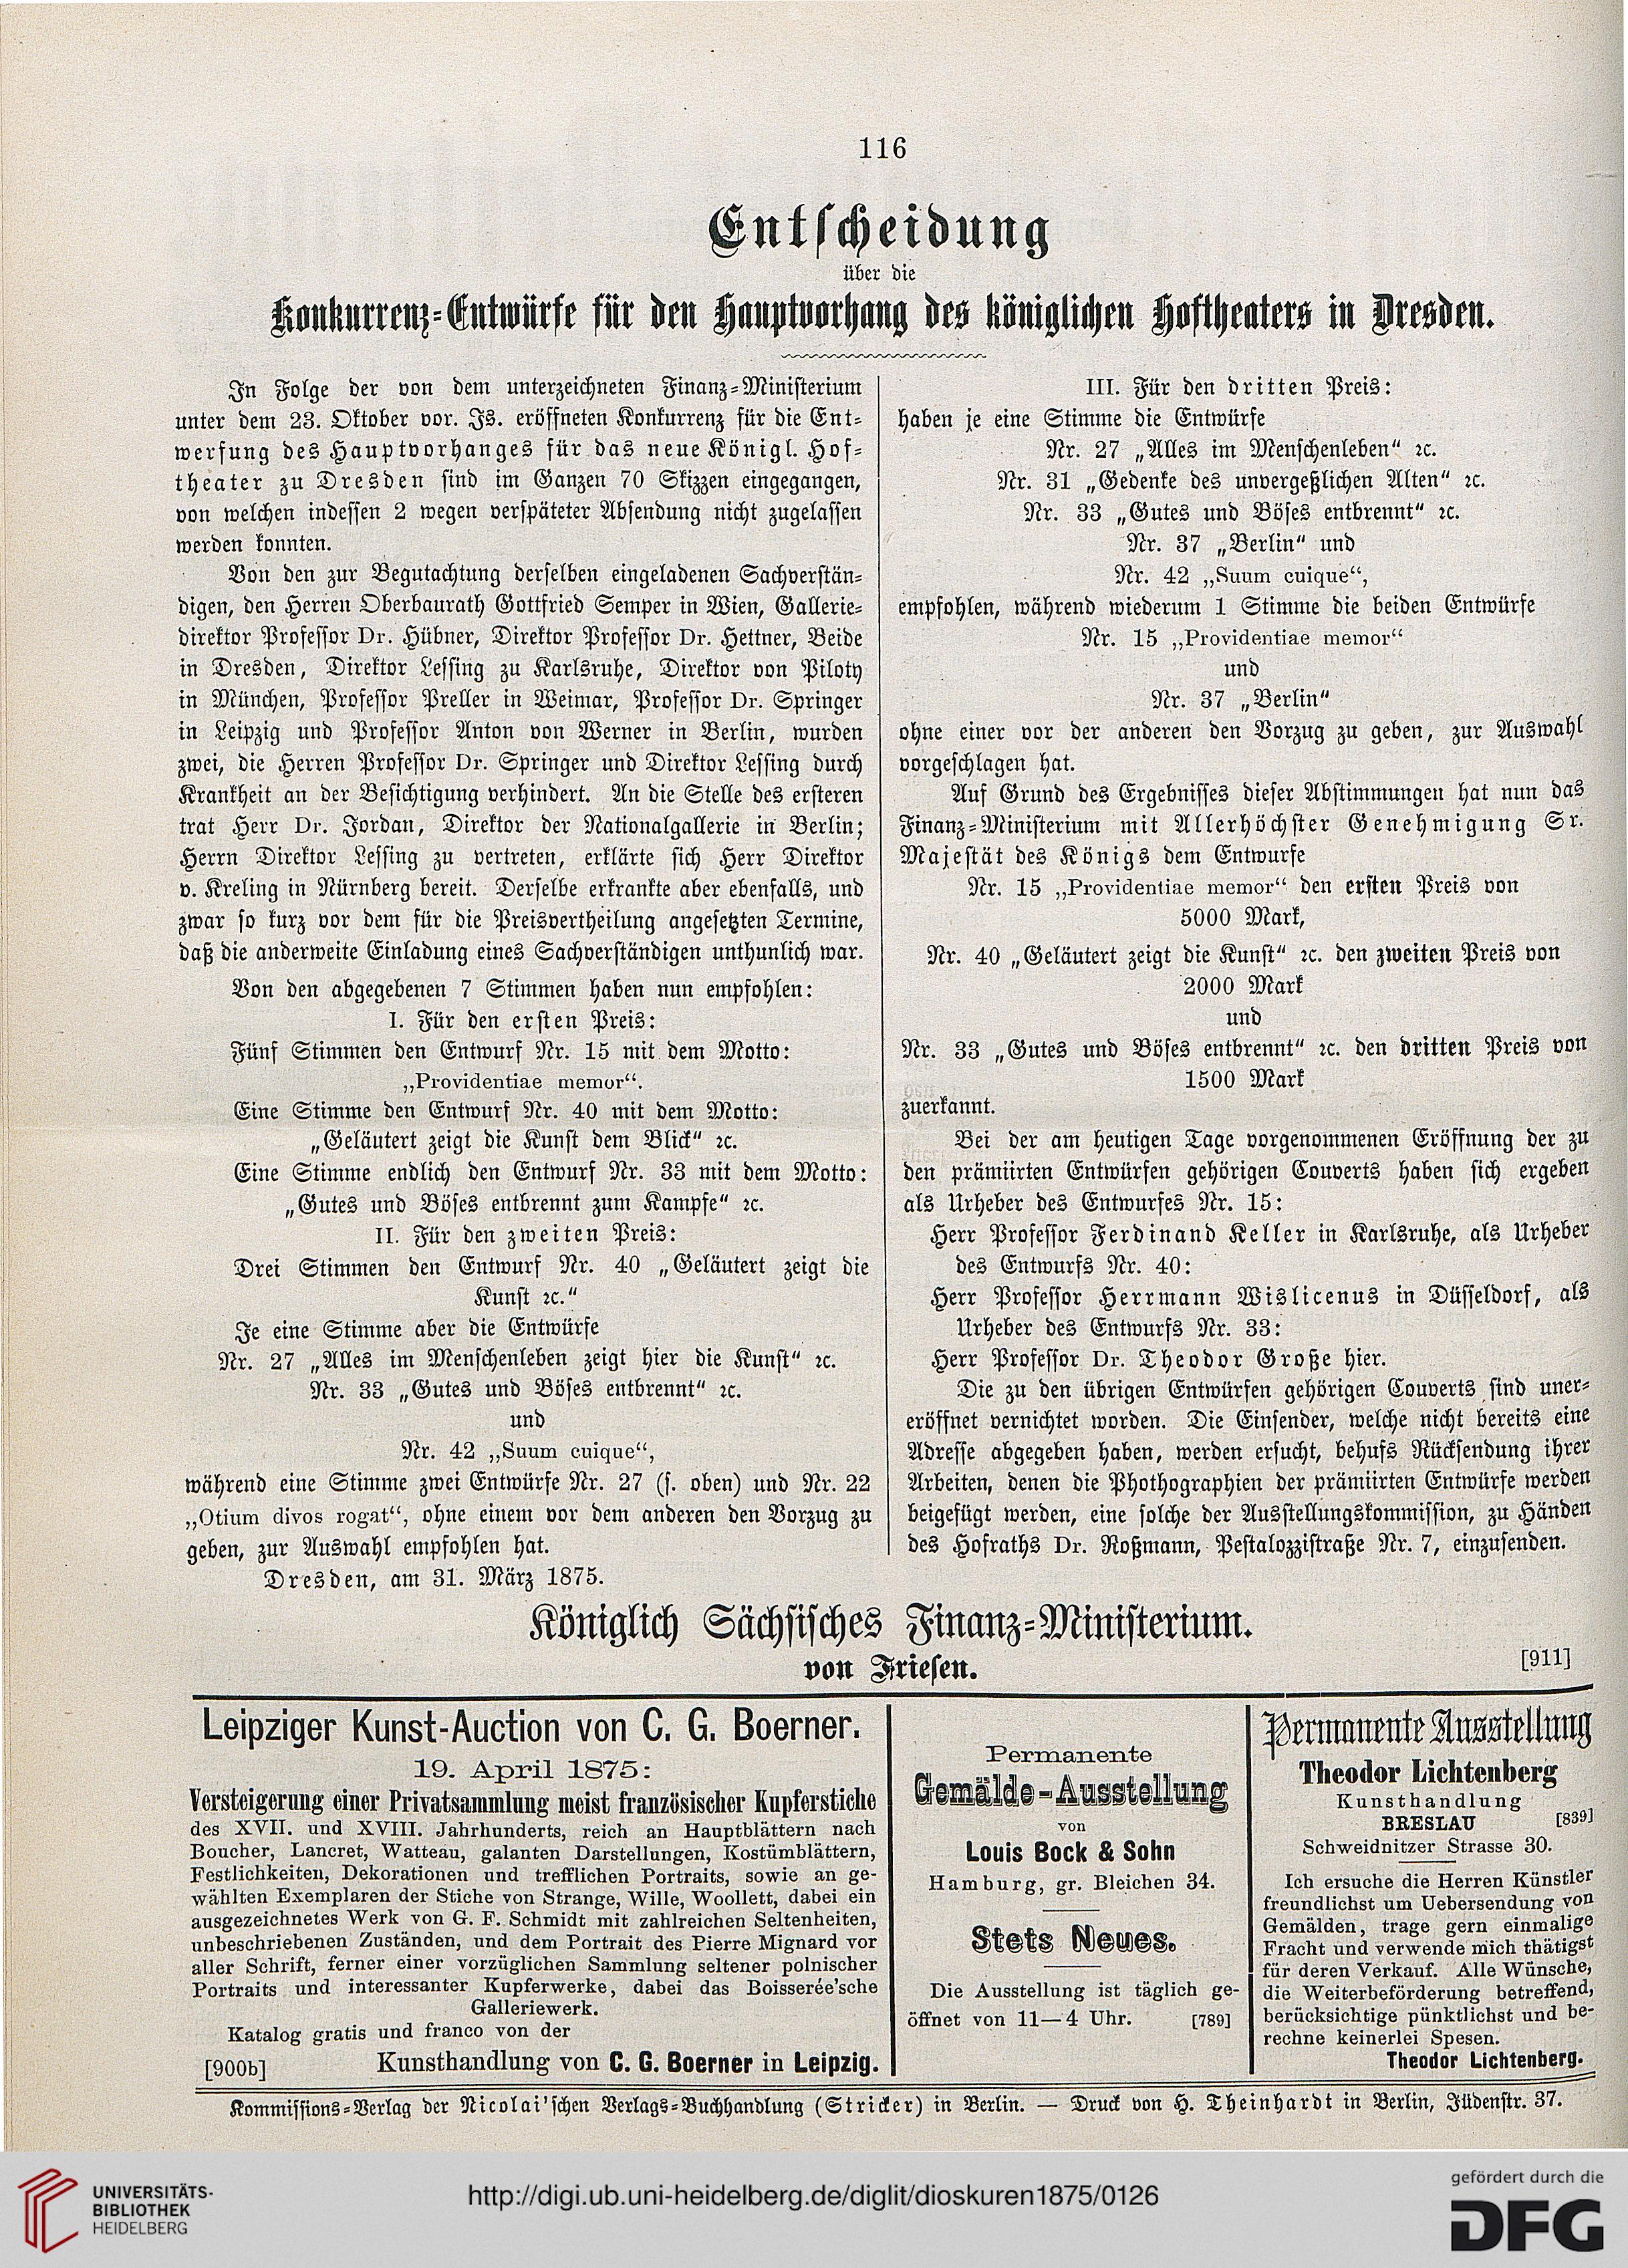 116
Entscheidung
über die
Konkurrenz-Entwürfe für den Hauptvorhang des königlichen Hoftheaters in Dresden.
In Folge der von dem unterzeichneten Finanz-Ministerium
unter dem 23. Oktober vor. Js. eröffneten Konkurrenz für die Ent-
werfung des Hauptvorhanges für das neue Königl. Hof-
theater zu Dresden sind im Ganzen 70 Skizzen eingegangen,
von welchen indessen 2 wegen verspäteter Absendung nicht zugelassen
werden konnten.
Von den zur Begutachtung derselben eingeladenen Sachverstän-
digen, den Herren Oberbaurath Gottfried Semper in Wien, Gallerie-
direktor Professor Dr. Hübner, Direktor Professor Dr. Hettner, Beide
in Dresden, Direktor Lessing zu Karlsruhe, Direktor von Piloty
in München, Professor Preller in Weimar, Professor Dr. Springer
in Leipzig und Professor Anton von Werner in Berlin, wurden
zwei, die Herren Professor Dr. Springer und Direktor Lessing durch
Krankheit an der Besichtigung verhindert. An die Stelle des ersteren
trat Herr Dr. Jordan, Direktor der Nationalgallerie in Berlin;
Herrn Direktor Lessing zu vertreten, erklärte sich Herr Direktor
v. Kreling in Nürnberg bereit. Derselbe erkrankte aber ebenfalls, und
zwar so kurz vor dem für die Preisvertheilung angesetzten Termine,
daß die anderweite Einladung eines Sachverständigen unthunlich war.
Von den abgegebenen 7 Stimmen haben nun empfohlen:
I. Für den ersten Preis:
Fünf Stimmen den Entwurf Nr. 15 mit dem Motto:
„Providentiae memor“.
Eine Stimme den Entwurf Nr. 40 mit dem Motto:
„Geläutert zeigt die Kunst dem Blick“ ꝛc.
Eine Stimme endlich den Entwurf Nr. 33 mit dem Motto:
„Gutes und Böses entbrennt zum Kampfe“ ꝛc.
II. Für den zweiten Preis:
Drei Stimmen den Entwurf Nr. 40 „Geläutert zeigt die
Kunst ꝛc.“
Je eine Stimme aber die Entwürfe
Nr. 27 „Alles im Menschenleben zeigt hier die Kunst“ ꝛc.
Nr. 33 „Gutes und Böses entbrennt“ ꝛc.
und
Nr. 42 „Suum cuique“,
während eine Stimme zwei Entwürfe Nr. 27 (s. oben) und Nr. 22
„Otium divos rogat“, ohne einem vor dem anderen den Vorzug zu
geben, zur Auswahl empfohlen hat.
Dresden, am 31. März 1875.
III. Für den dritten Preis:
haben je eine Stimme die Entwürfe
Nr. 27 „Alles im Menschenleben“ ꝛc.
Nr. 31 „Gedenke des unvergeßlichen Alten“ ꝛc.
Nr. 33 „Gutes und Böses entbrennt“ ꝛc.
Nr. 37 „Berlin“ und
Nr. 42 „Suum cuique“,
empfohlen, während wiederum 1 Stimme die beiden Entwürfe
Nr. 15 „Providentiae memor“
und
Nr. 37 „Berlin“
ohne einer vor der anderen den Vorzug zu geben, zur Auswahl
vorgeschlagen hat.
Auf Grund des Ergebnisses dieser Abstimmungen hat nun das
Finanz-Ministerium mit Allerhöchster Genehmigung Sr.
Majestät des Königs dem Entwurfe
Nr. 15 „Providentiae memor“ den ersten Preis von
5000 Mark,
Nr. 40 „Geläutert zeigt die Kunst“ ꝛc. den zweiten Preis von
2000 Mark
und
Nr. 33 „Gutes und Böses entbrennt“ ꝛc. den dritten Preis von
1500 Mark
zuerkannt.
Bei der am heutigen Tage vorgenommenen Eröffnung der zu
den prämiirten Entwürfen gehörigen Couverts haben sich ergeben
als Urheber des Entwurfes Nr. 15:
Herr Professor Ferdinand Keller in Karlsruhe, als Urheber
des Entwurfs Nr. 40:
Herr Professor Herrmann Wislicenus in Düsseldorf, als
Urheber des Entwurfs Nr. 33:
Herr Professor Dr. Theodor Große hier.
Die zu den übrigen Entwürfen gehörigen Couverts sind uner-
eröffnet vernichtet worden. Die Einsender, welche nicht bereits eine
Adresse abgegeben haben, werden ersucht, behufs Rücksendung ihrer
Arbeiten, denen die Phothographien der prämiirten Entwürfe werden
beigefügt werden, eine solche der Ausstellungskommission, zu Händen
des Hofraths Dr. Roßmann, Pestalozzistraße Nr. 7, einzusenden.
Königlich Sächsisches Finanz-Ministerium.
von Friesen.
[911]
Leipziger Kunst-Auction von C. G. Boerner.
19. April 1875:
Versteigerung einer Privatsammlung meist französischer Kupferstiche
des XVII. und XVIII. Jahrhunderts, reich an Hauptblättern nach
Boucher, Lancret, Watteau, galanten Darstellungen, Kostümblättern,
Festlichkeiten, Dekorationen und trefflichen Portraits, sowie an ge-
wählten Exemplaren der Stiche von Strange, Wille, Woollett, dabei ein
ausgezeichnetes Werk von G. F. Schmidt mit zahlreichen Seltenheiten,
unbeschriebenen Zuständen, und dem Portrait des Pierre Mignard vor
aller Schrift, ferner einer vorzüglichen Sammlung seltener polnischer
Portraits und interessanter Kupferwerke, dabei das Boisserée'sche
Galleriewerk.
Katalog gratis und franco von der
[900b] Kunsthandlung von C. G. Boerner in Leipzig.
Permanente
Gemälde-Ausstellung
von
Louis Bock & Sohn
Hamburg, gr. Bleichen 34.
Stets Neues.
Die Ausstellung ist täglich ge-
öffnet von 11—4 Uhr. [789]
Permanente Ausstellung
Theodor Lichtenberg
Kunsthandlung
BRESLAU [839]
Schweidnitzer Strasse 30.
Ich ersuche die Herren Künstler
freundlichst um Uebersendung von
Gemälden, trage gern einmalige
Fracht und verwende mich thätigst
für deren Verkauf. Alle Wünsche,
die Weiterbeförderung betreffend,
berücksichtige pünktlichst und be-
rechne keinerlei Spesen.
Theodor Lichtenberg.
Kommissions-Verlag der Nicolai'schen Verlags-Buchhandlung (Stricker) in Berlin. — Druck von H. Theinhardt in Berlin, Jüdenstr. 37.
UNIVERSITÄTS-
BIBLIOTHEK
HEIDELBERG
http://digi.ub.uni-heidelberg.de/diglit/dioskuren1875/0126
gefördert durch die
DFG